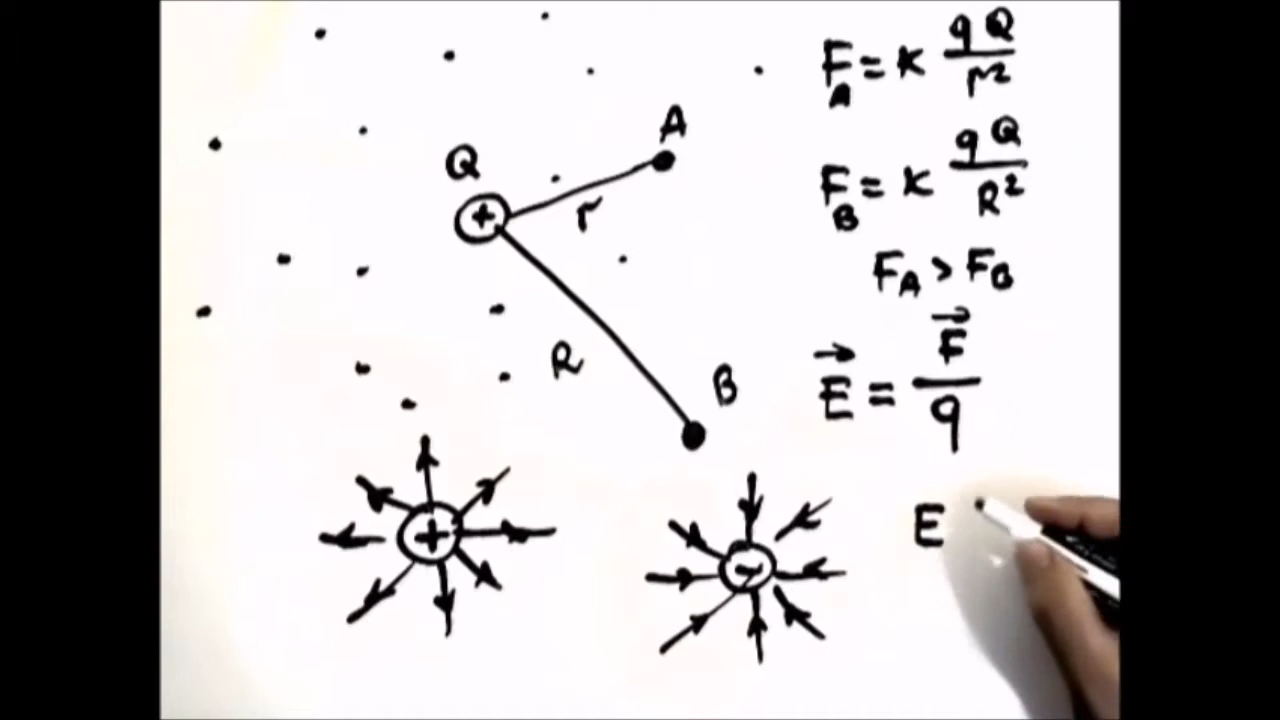 Q
+
A
r
R
B
F_A = K qQ/r²
F_B = K qQ/R²
F_A > F_B
E⃗ = F⃗/q
E
+
-